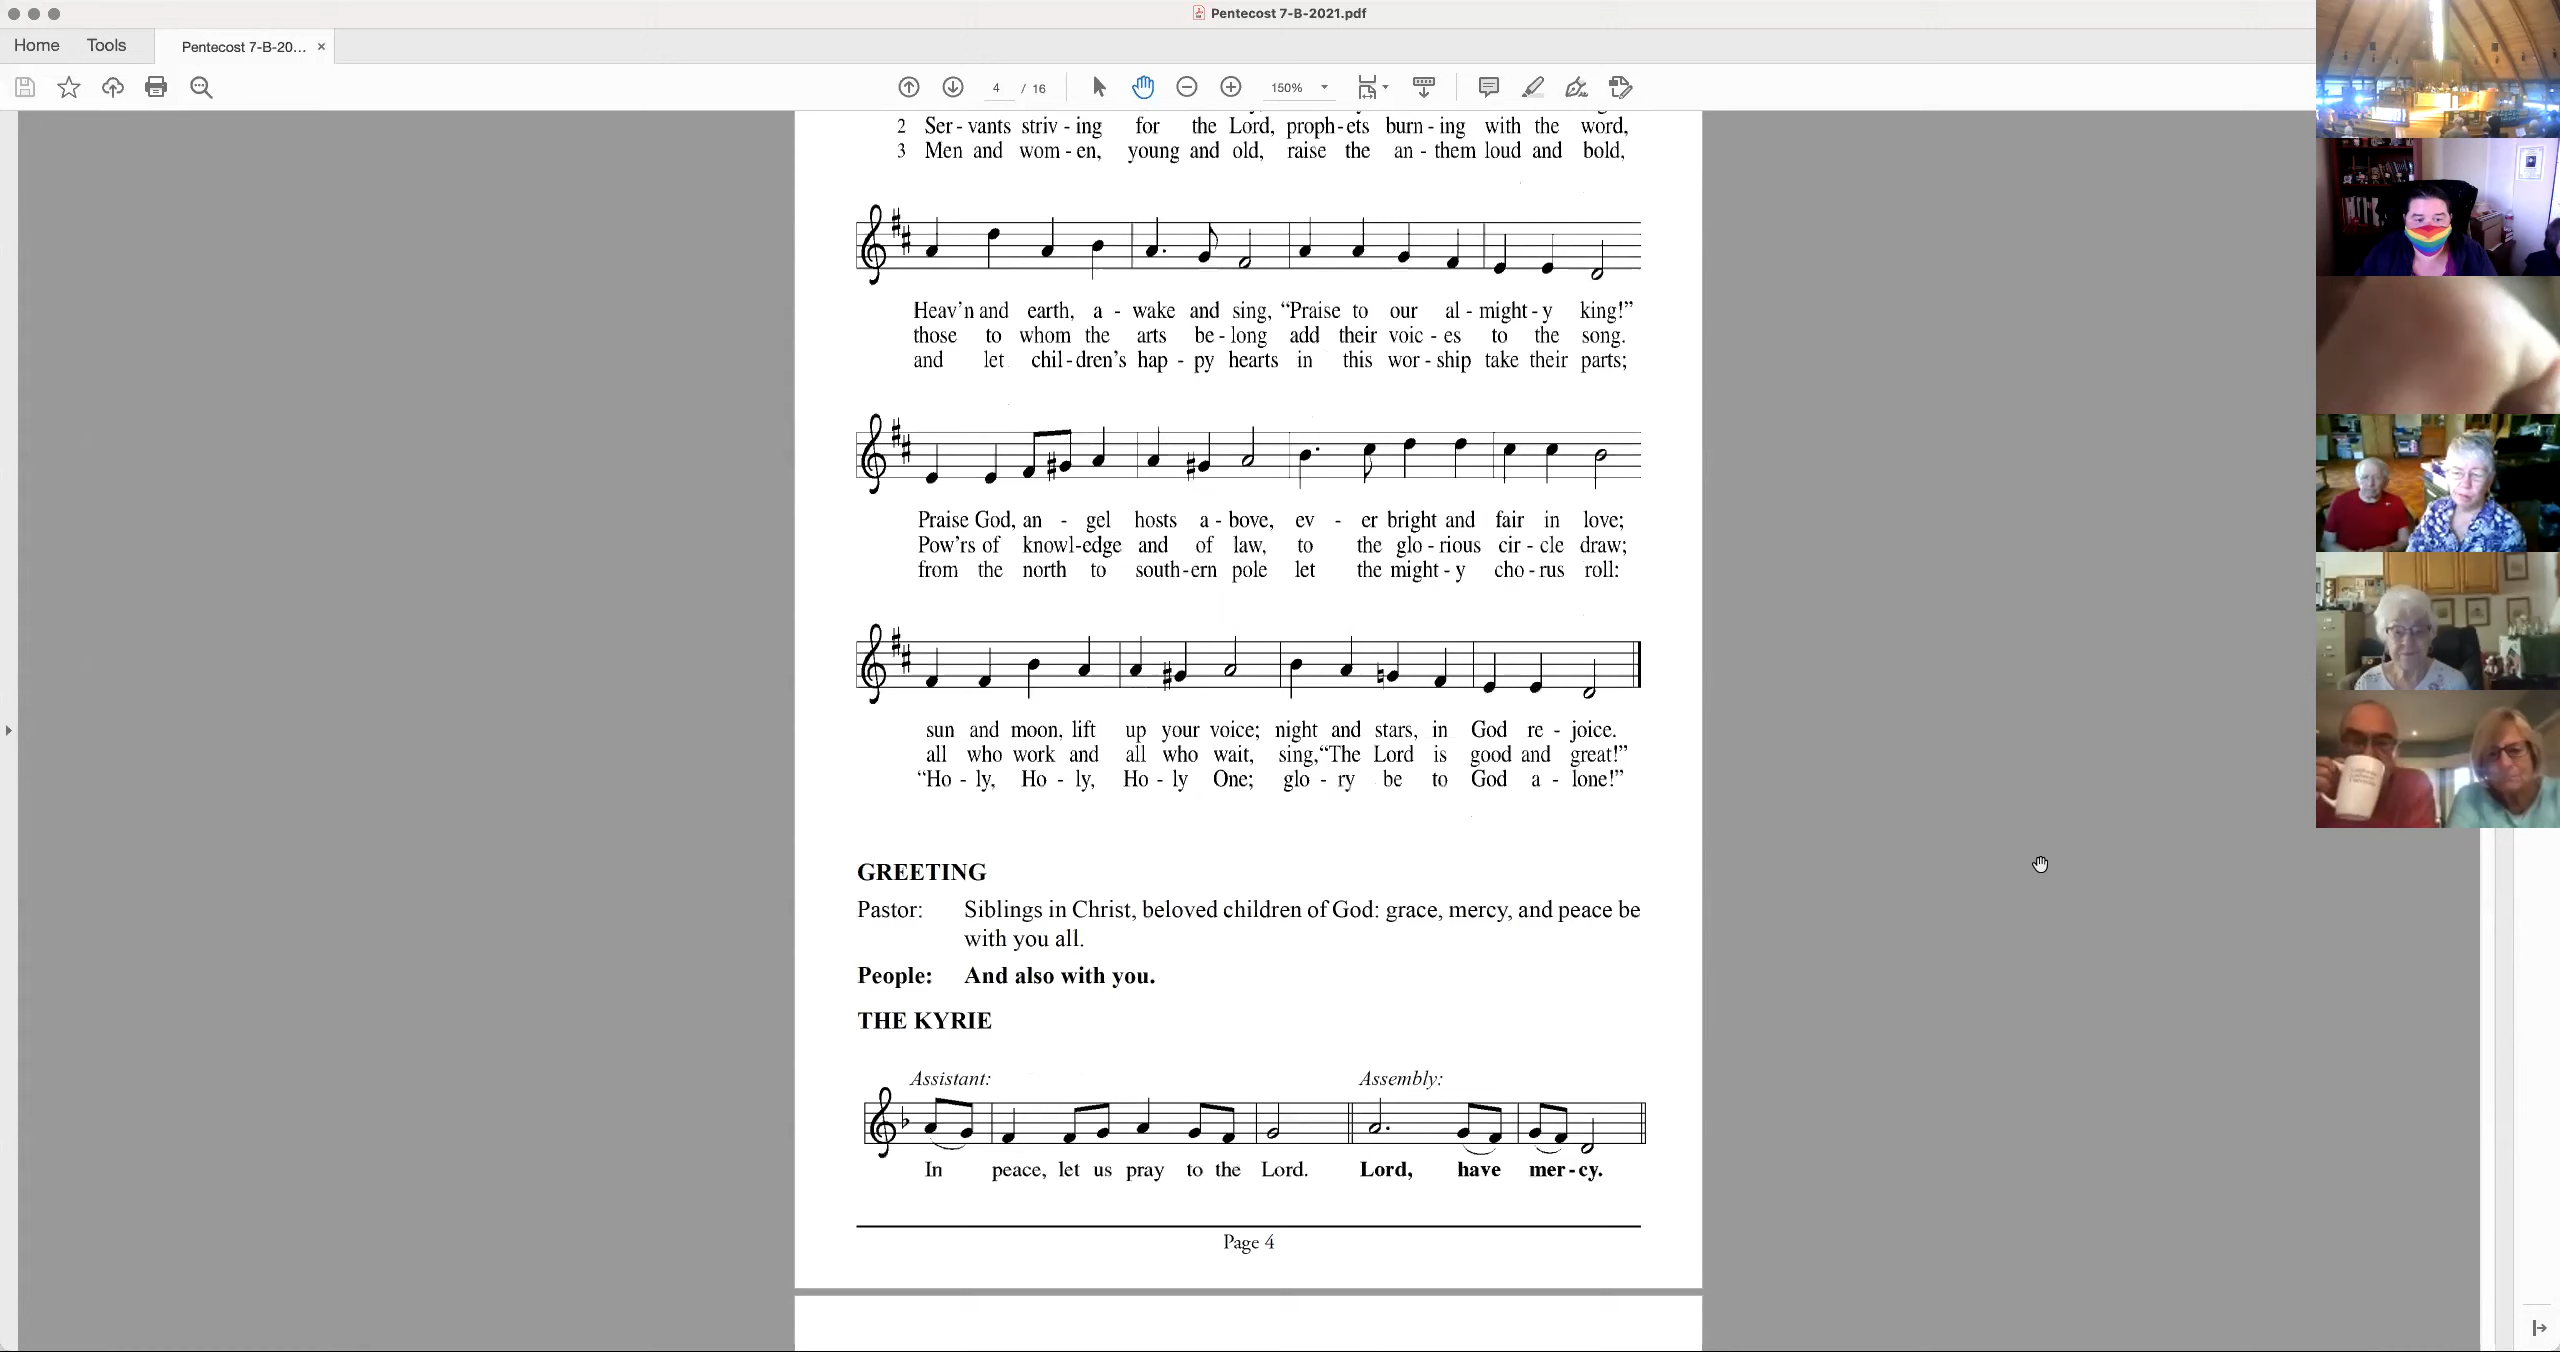 Pentecost 7-B-2021.pdf
Home Tools Pentecost 7-B-20... ×
4 / 16 150%
2 Ser - vants striv - ing for the Lord, proph - ets burn - ing with the word,
3 Men and wom - en, young and old, raise the an - them loud and bold,
Heav'n and earth, a - wake and sing, “Praise to our al - might - y king!”
those to whom the arts be - long add their voic - es to the song.
and let chil - dren's hap - py hearts in this wor - ship take their parts;
Praise God, an - gel hosts a - bove, ev - er bright and fair in love;
Pow'rs of knowl - edge and of law, to the glo - rious cir - cle draw;
from the north to south - ern pole let the might - y cho - rus roll:
sun and moon, lift up your voice; night and stars, in God re - joice.
all who work and all who wait, sing, “The Lord is good and great!”
“Ho - ly, Ho - ly, Ho - ly One; glo - ry be to God a - lone!”
GREETING
Pastor: Siblings in Christ, beloved children of God: grace, mercy, and peace be
with you all.
People: And also with you.
THE KYRIE
Assistant: Assembly:
In peace, let us pray to the Lord. Lord, have mer - cy.
Page 4